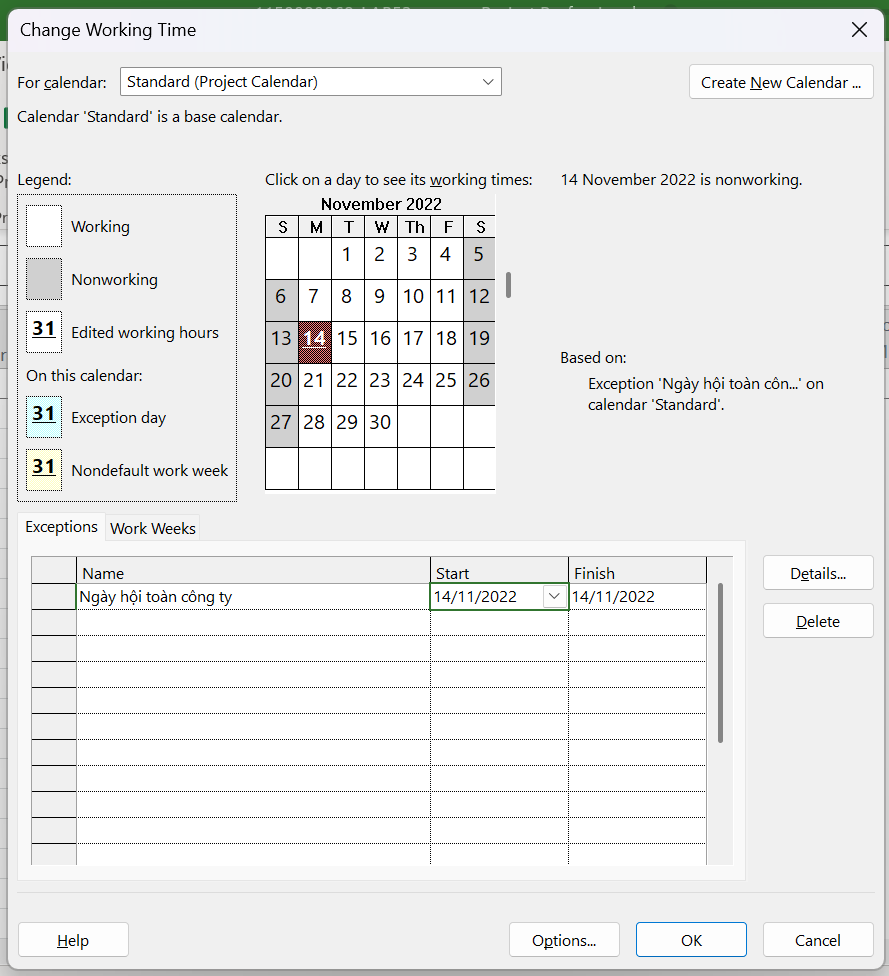 Change Working Time
For calendar: Standard (Project Calendar) Create New Calendar ...
Calendar 'Standard' is a base calendar.
Legend: Click on a day to see its working times: 14 November 2022 is nonworking.
November 2022
S M T W Th F S
1 2 3 4 5
6 7 8 9 10 11 12
13 14 15 16 17 18 19
20 21 22 23 24 25 26
27 28 29 30
Working
Nonworking
31 Edited working hours
On this calendar:
31 Exception day
31 Nondefault work week
Based on:
Exception 'Ngày hội toàn côn...' on
calendar 'Standard'.
Exceptions Work Weeks
Name Start Finish
Ngày hội toàn công ty 14/11/2022 14/11/2022
Details...
Delete
Help Options... OK Cancel